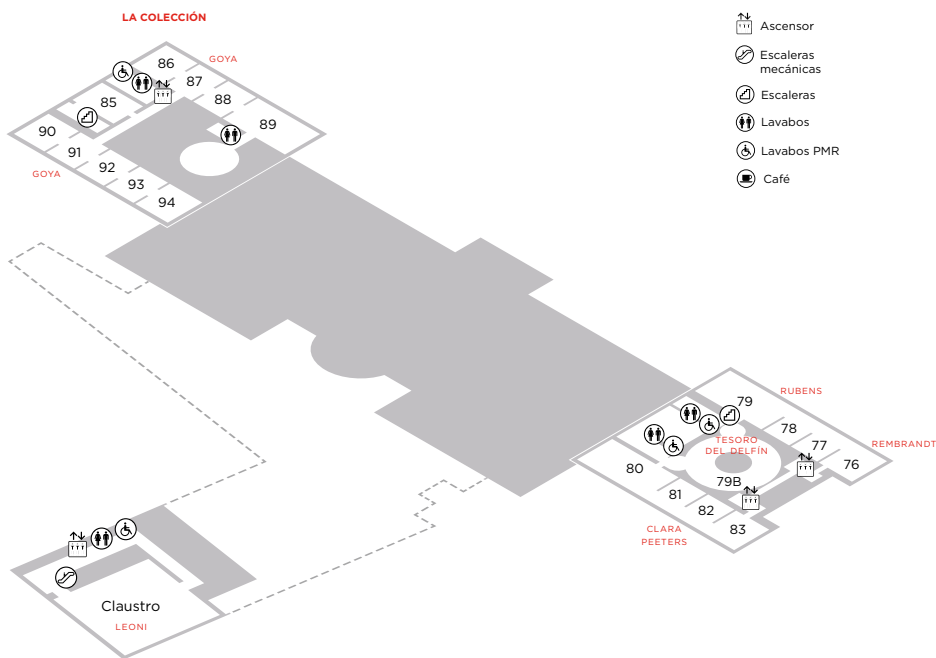 LA COLECCIÓN
Ascensor
Escaleras
mecánicas
Escaleras
Lavabos
Lavabos PMR
Café
86
GOYA
87
85
88
89
90
91
GOYA
92
93
94
79
RUBENS
78
TESORO
DEL DELFÍN
77
REMBRANDT
76
80
79B
81
82
83
CLARA
PEETERS
Claustro
LEONI